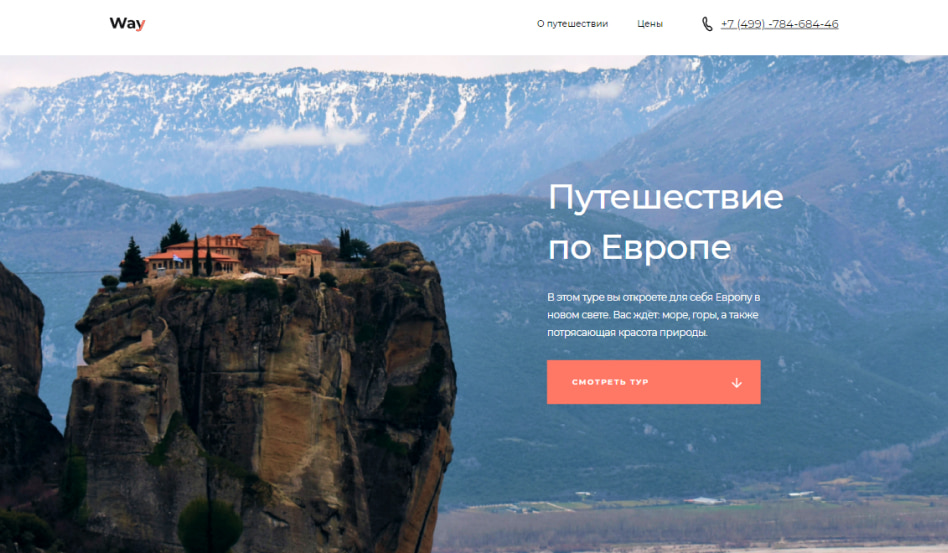 Way
О путешествии
Цены
+7 (499) -784-684-46
Путешествие
по Европе
В этом туре вы откроете для себя Европу в
новом свете. Вас ждёт: море, горы, а также
потрясающая красота природы.
СМОТРЕТЬ ТУР